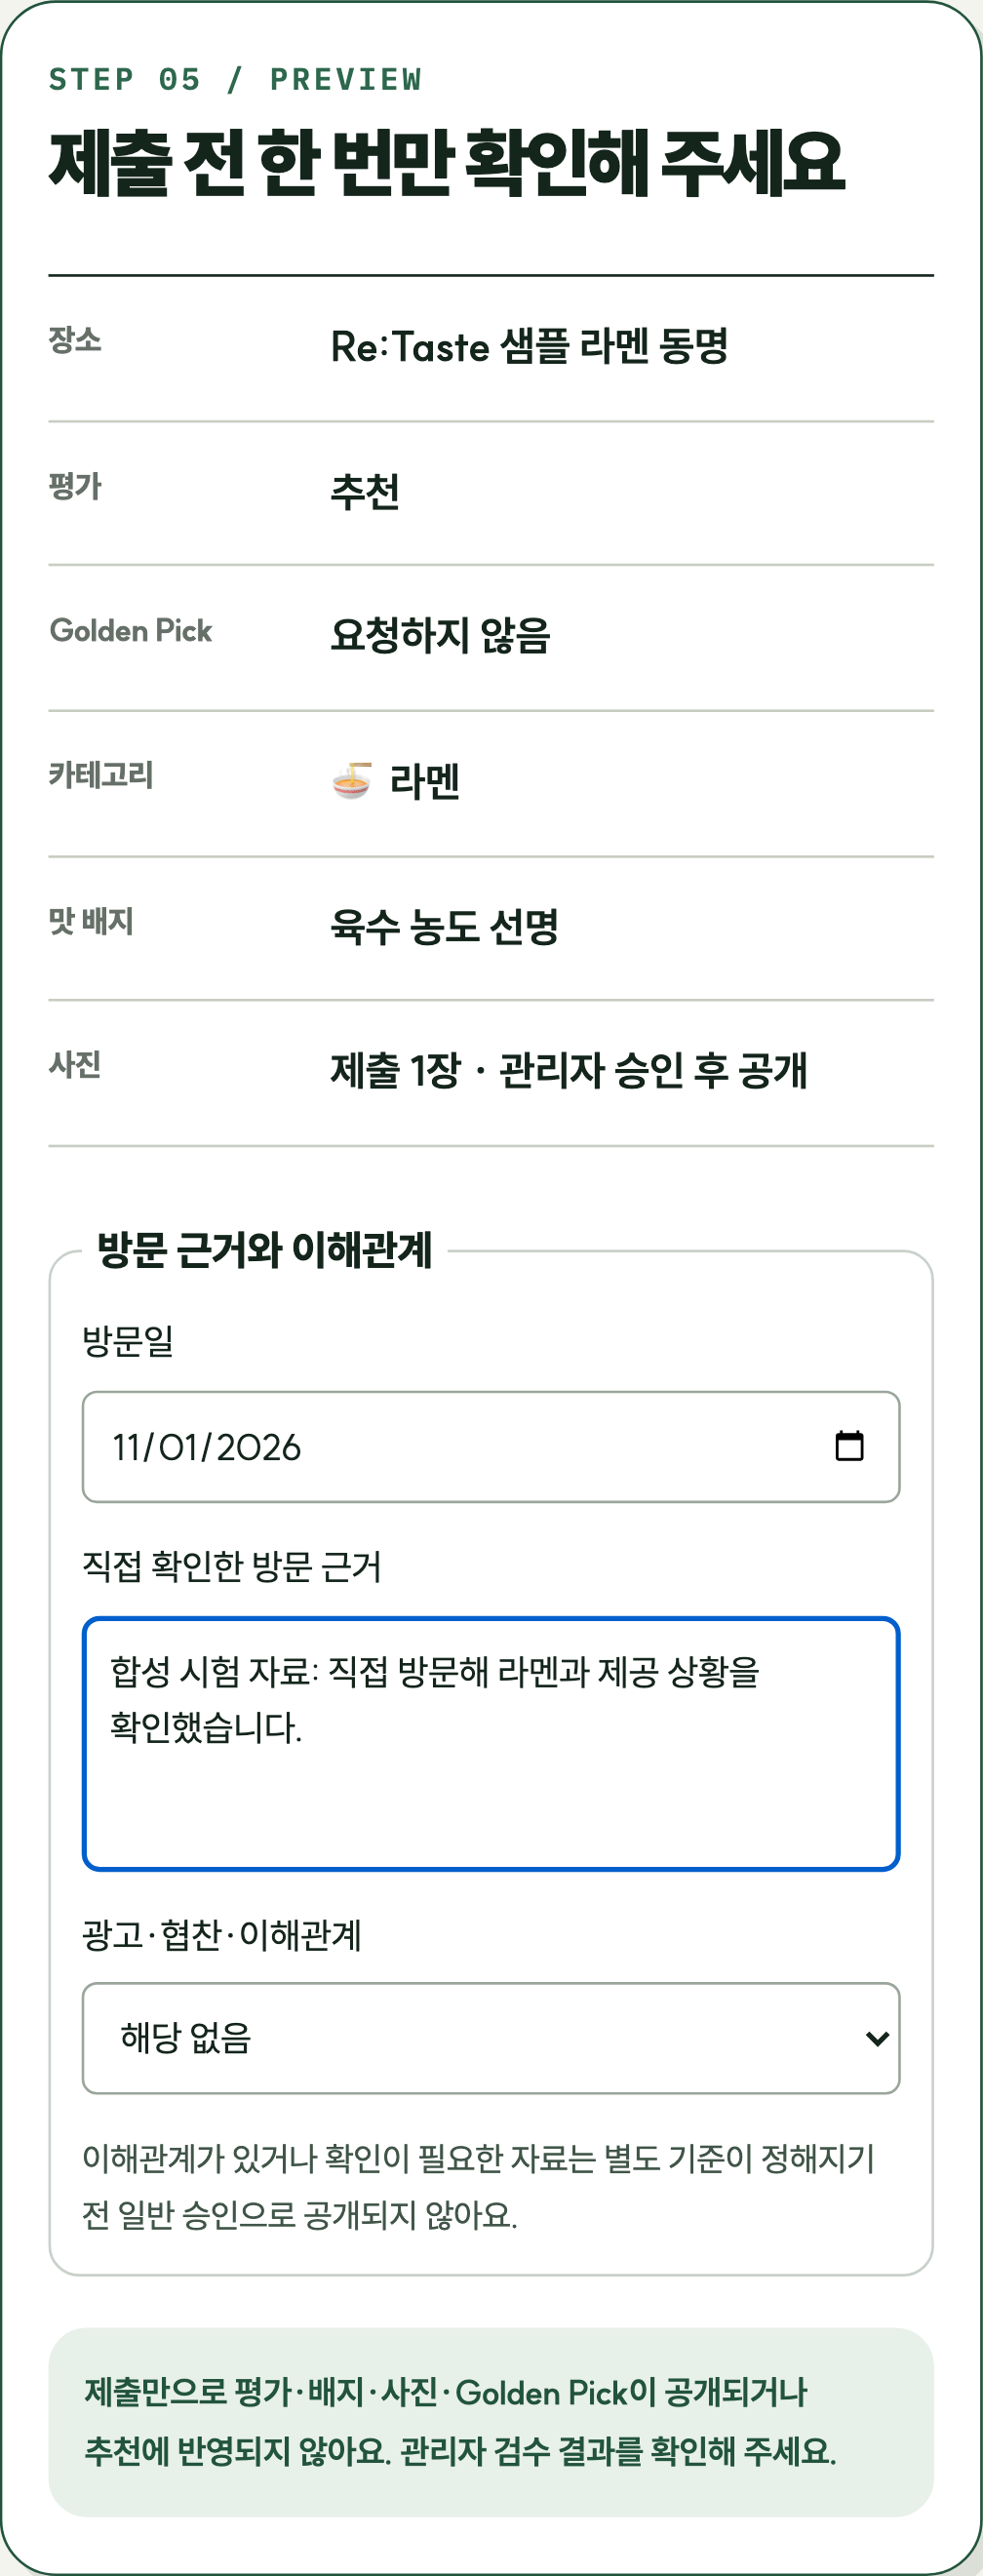 STEP 05 / PREVIEW
제출 전 한 번만 확인해 주세요
장소
Re:Taste 샘플 라멘 동명
평가
추천
Golden Pick
요청하지 않음
카테고리
🍜 라멘
맛 배지
육수 농도 선명
사진
제출 1장 · 관리자 승인 후 공개
방문 근거와 이해관계
방문일
11/01/2026
직접 확인한 방문 근거
합성 시험 자료: 직접 방문해 라멘과 제공 상황을
확인했습니다.
광고·협찬·이해관계
해당 없음
이해관계가 있거나 확인이 필요한 자료는 별도 기준이 정해지기
전 일반 승인으로 공개되지 않아요.
제출만으로 평가·배지·사진·Golden Pick이 공개되거나
추천에 반영되지 않아요. 관리자 검수 결과를 확인해 주세요.